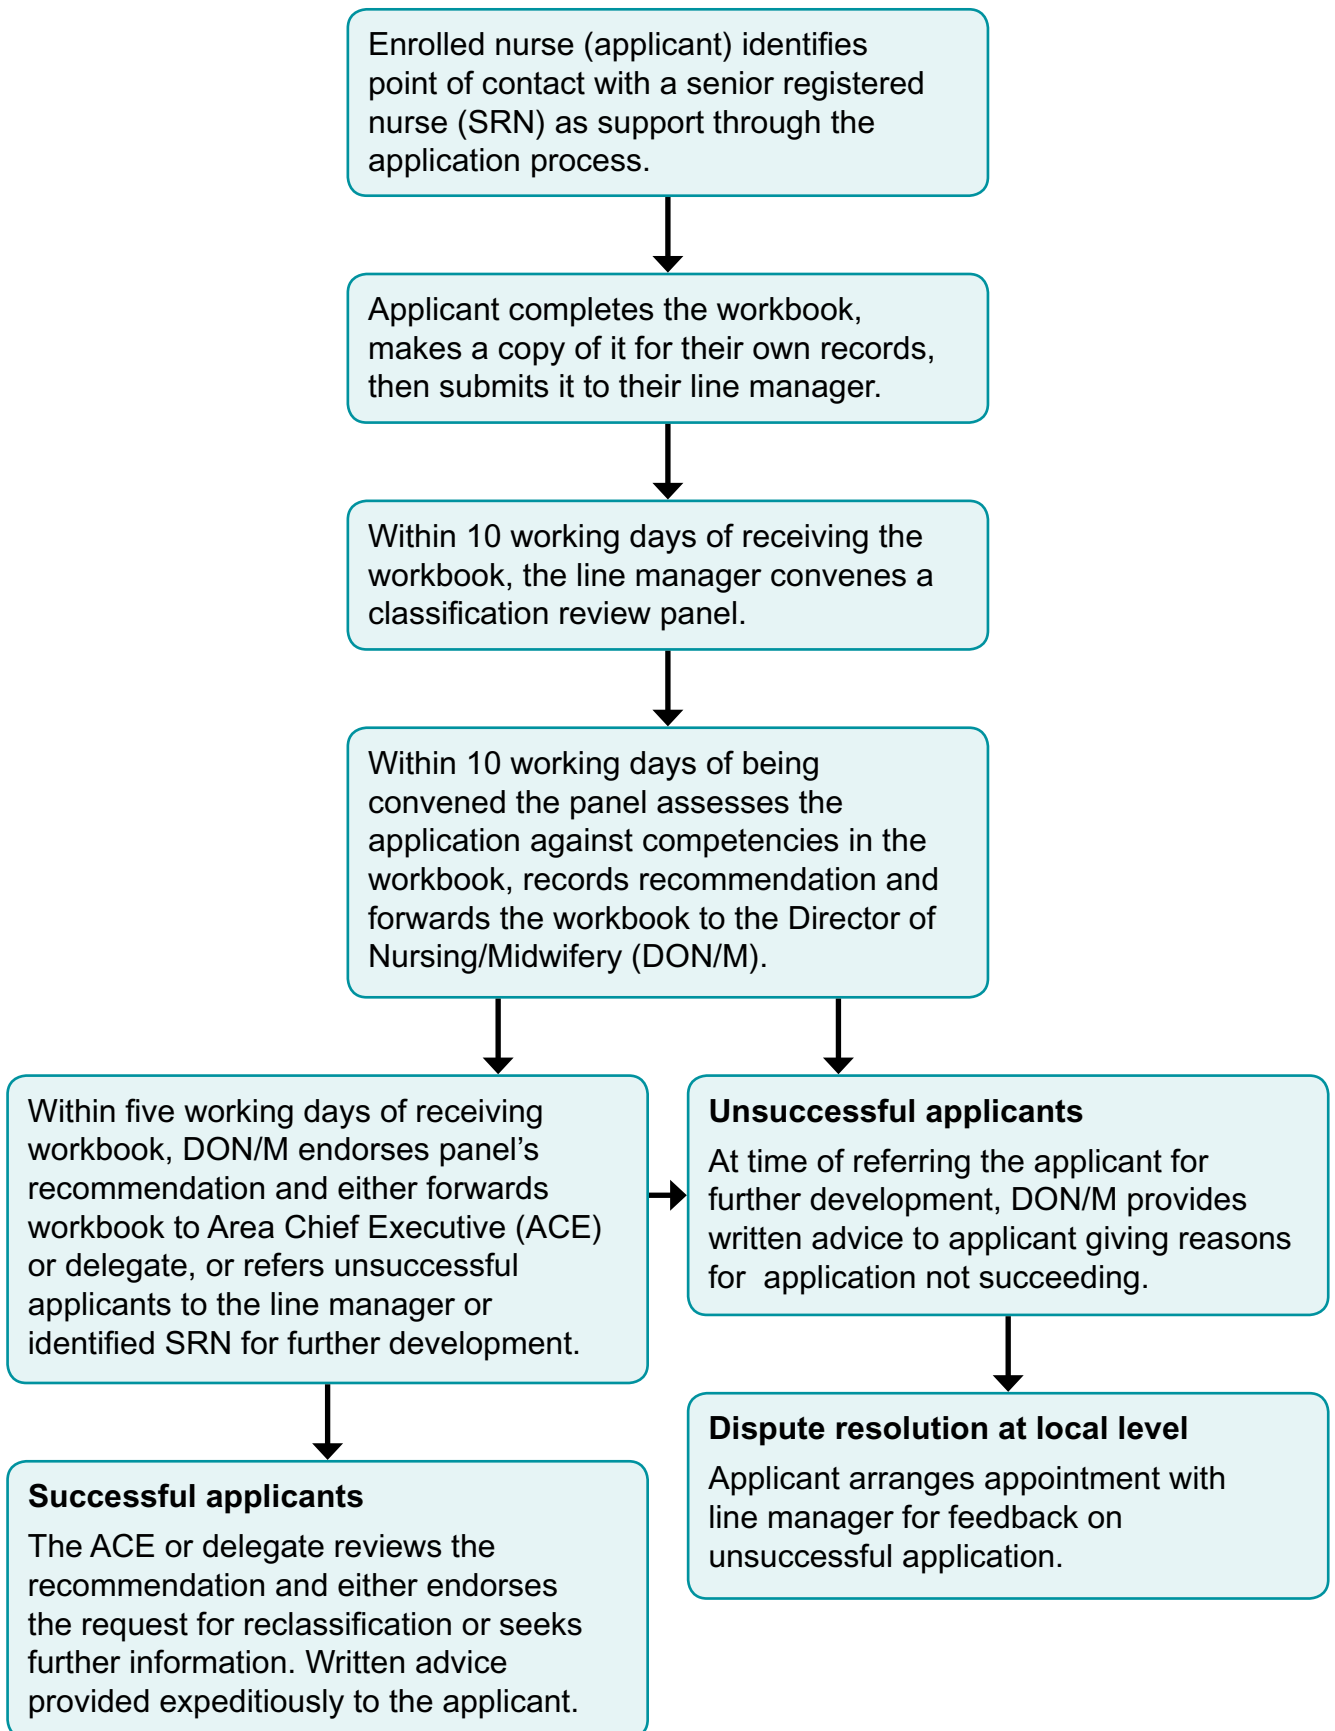 Enrolled nurse (applicant) identifies
point of contact with a senior registered
nurse (SRN) as support through the
application process.
Applicant completes the workbook,
makes a copy of it for their own records,
then submits it to their line manager.
Within 10 working days of receiving the
workbook, the line manager convenes a
classification review panel.
Within 10 working days of being
convened the panel assesses the
application against competencies in the
workbook, records recommendation and
forwards the workbook to the Director of
Nursing/Midwifery (DON/M).
Within five working days of receiving
workbook, DON/M endorses panel’s
recommendation and either forwards
workbook to Area Chief Executive (ACE)
or delegate, or refers unsuccessful
applicants to the line manager or
identified SRN for further development.
Unsuccessful applicants
At time of referring the applicant for
further development, DON/M provides
written advice to applicant giving reasons
for  application not succeeding.
Successful applicants
The ACE or delegate reviews the
recommendation and either endorses
the request for reclassification or seeks
further information. Written advice
provided expeditiously to the applicant.
Dispute resolution at local level
Applicant arranges appointment with
line manager for feedback on
unsuccessful application.